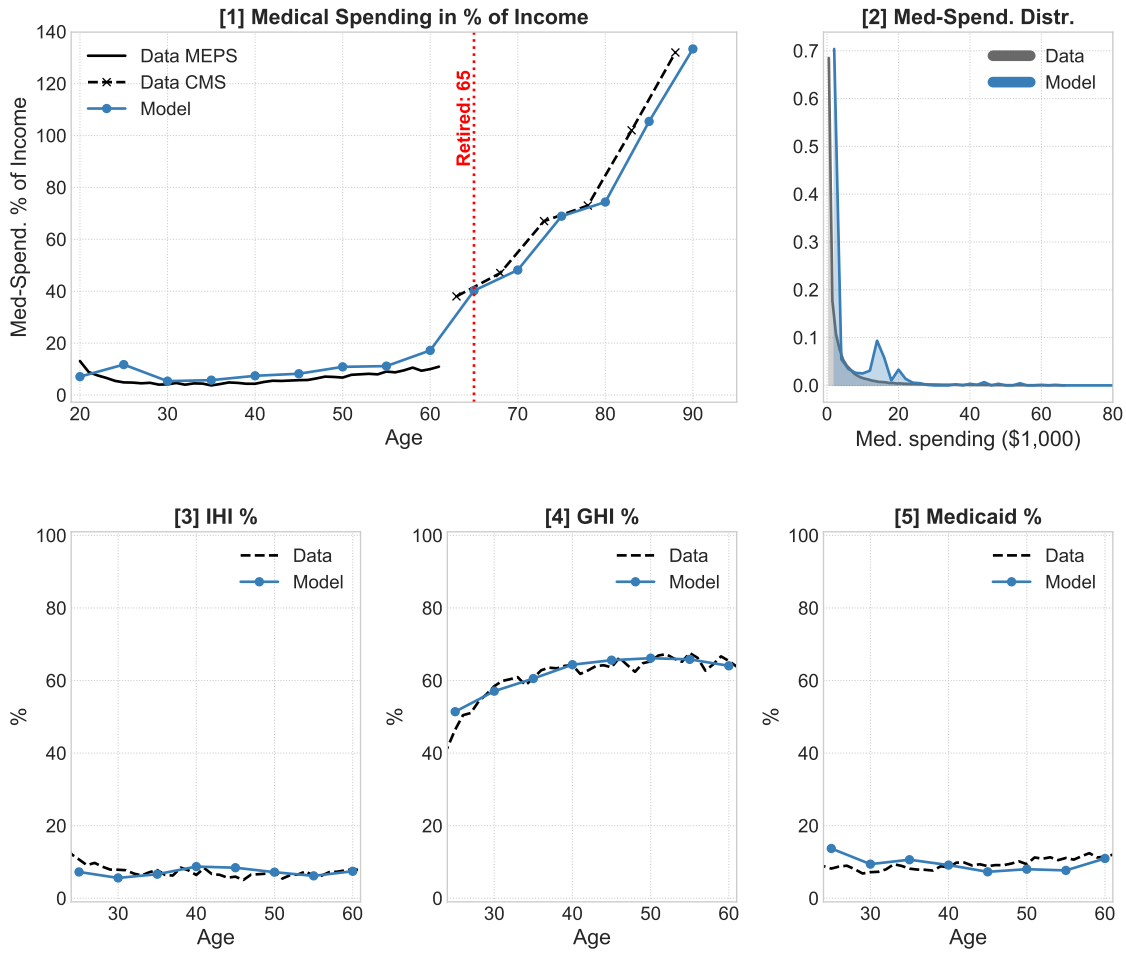 [1] Medical Spending in % of Income
Data MEPS
Data CMS
Model
Retired: 65
Med-Spend. % of Income
140
120
100
80
60
40
20
0
20 30 40 50 60 70 80 90
Age
[2] Med-Spend. Distr.
Data
Model
0.7
0.6
0.5
0.4
0.3
0.2
0.1
0.0
0 20 40 60 80
Med. spending ($1,000)
[3] IHI %
Data
Model
%
100
80
60
40
20
0
30 40 50 60
Age
[4] GHI %
Data
Model
%
100
80
60
40
20
0
30 40 50 60
Age
[5] Medicaid %
Data
Model
%
100
80
60
40
20
0
30 40 50 60
Age